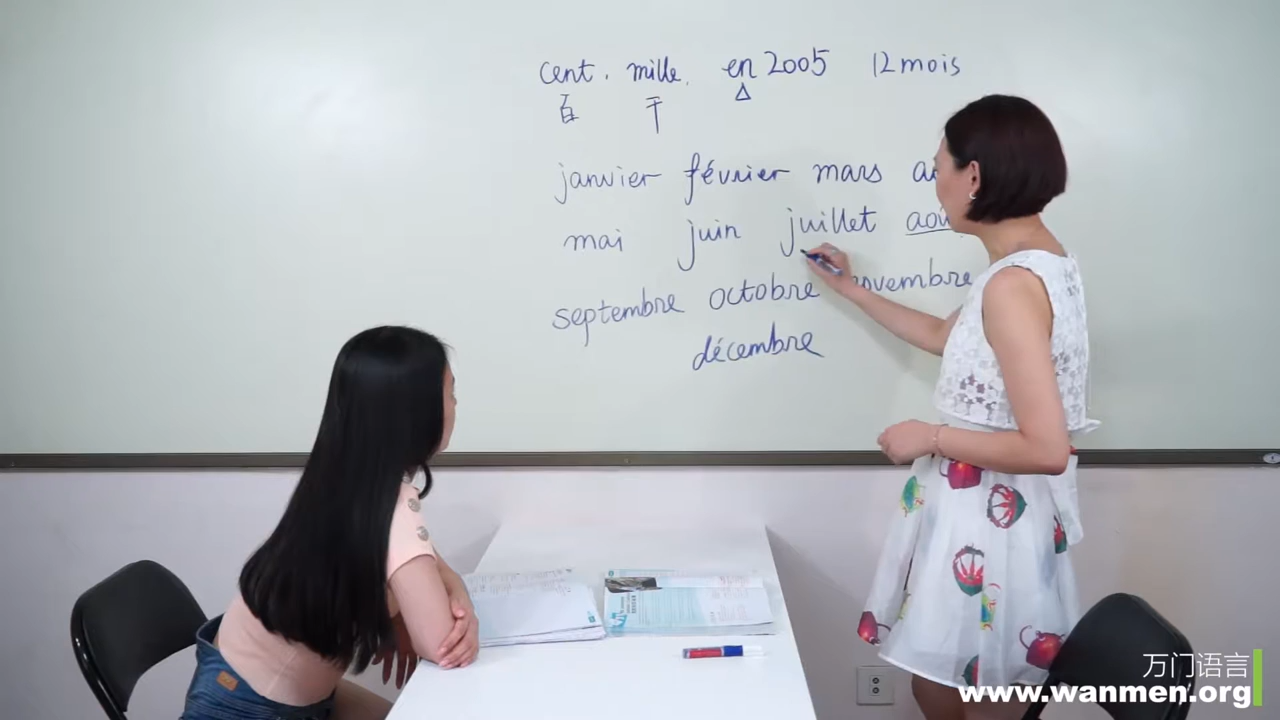 cent. mille. en 2005 12 mois
百 千 △
janvier février mars
mai juin juillet aoû
septembre octobre novembre
décembre
万门语言
www.wanmen.org